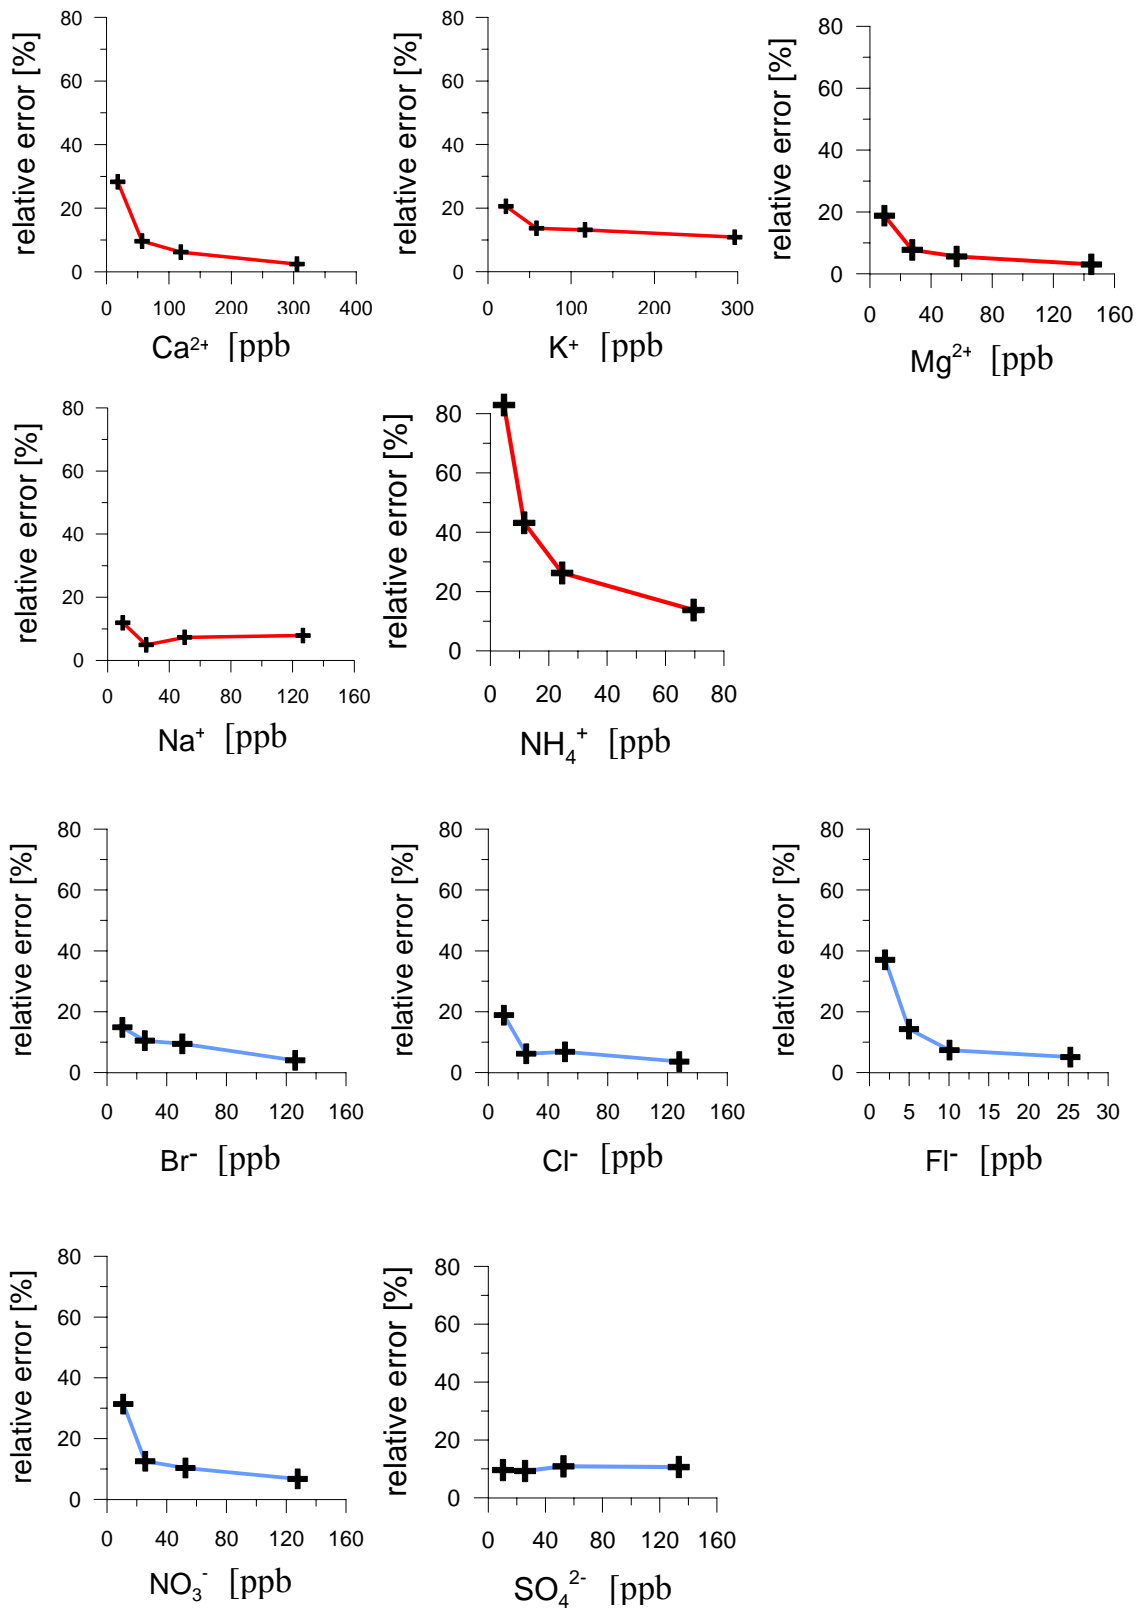 relative error [%]
80
60
40
20
0
0 100 200 300 400
Ca²⁺ [ppb
relative error [%]
80
60
40
20
0
0 100 200 300
K⁺ [ppb
relative error [%]
80
60
40
20
0
0 40 80 120 160
Mg²⁺ [ppb
relative error [%]
80
60
40
20
0
0 40 80 120 160
Na⁺ [ppb
relative error [%]
80
60
40
20
0
0 20 40 60 80
NH₄⁺ [ppb
relative error [%]
80
60
40
20
0
0 40 80 120 160
Br⁻ [ppb
relative error [%]
80
60
40
20
0
0 40 80 120 160
Cl⁻ [ppb
relative error [%]
80
60
40
20
0
0 5 10 15 20 25 30
Fl⁻ [ppb
relative error [%]
80
60
40
20
0
0 40 80 120 160
NO₃⁻ [ppb
relative error [%]
80
60
40
20
0
0 40 80 120 160
SO₄²⁻ [ppb